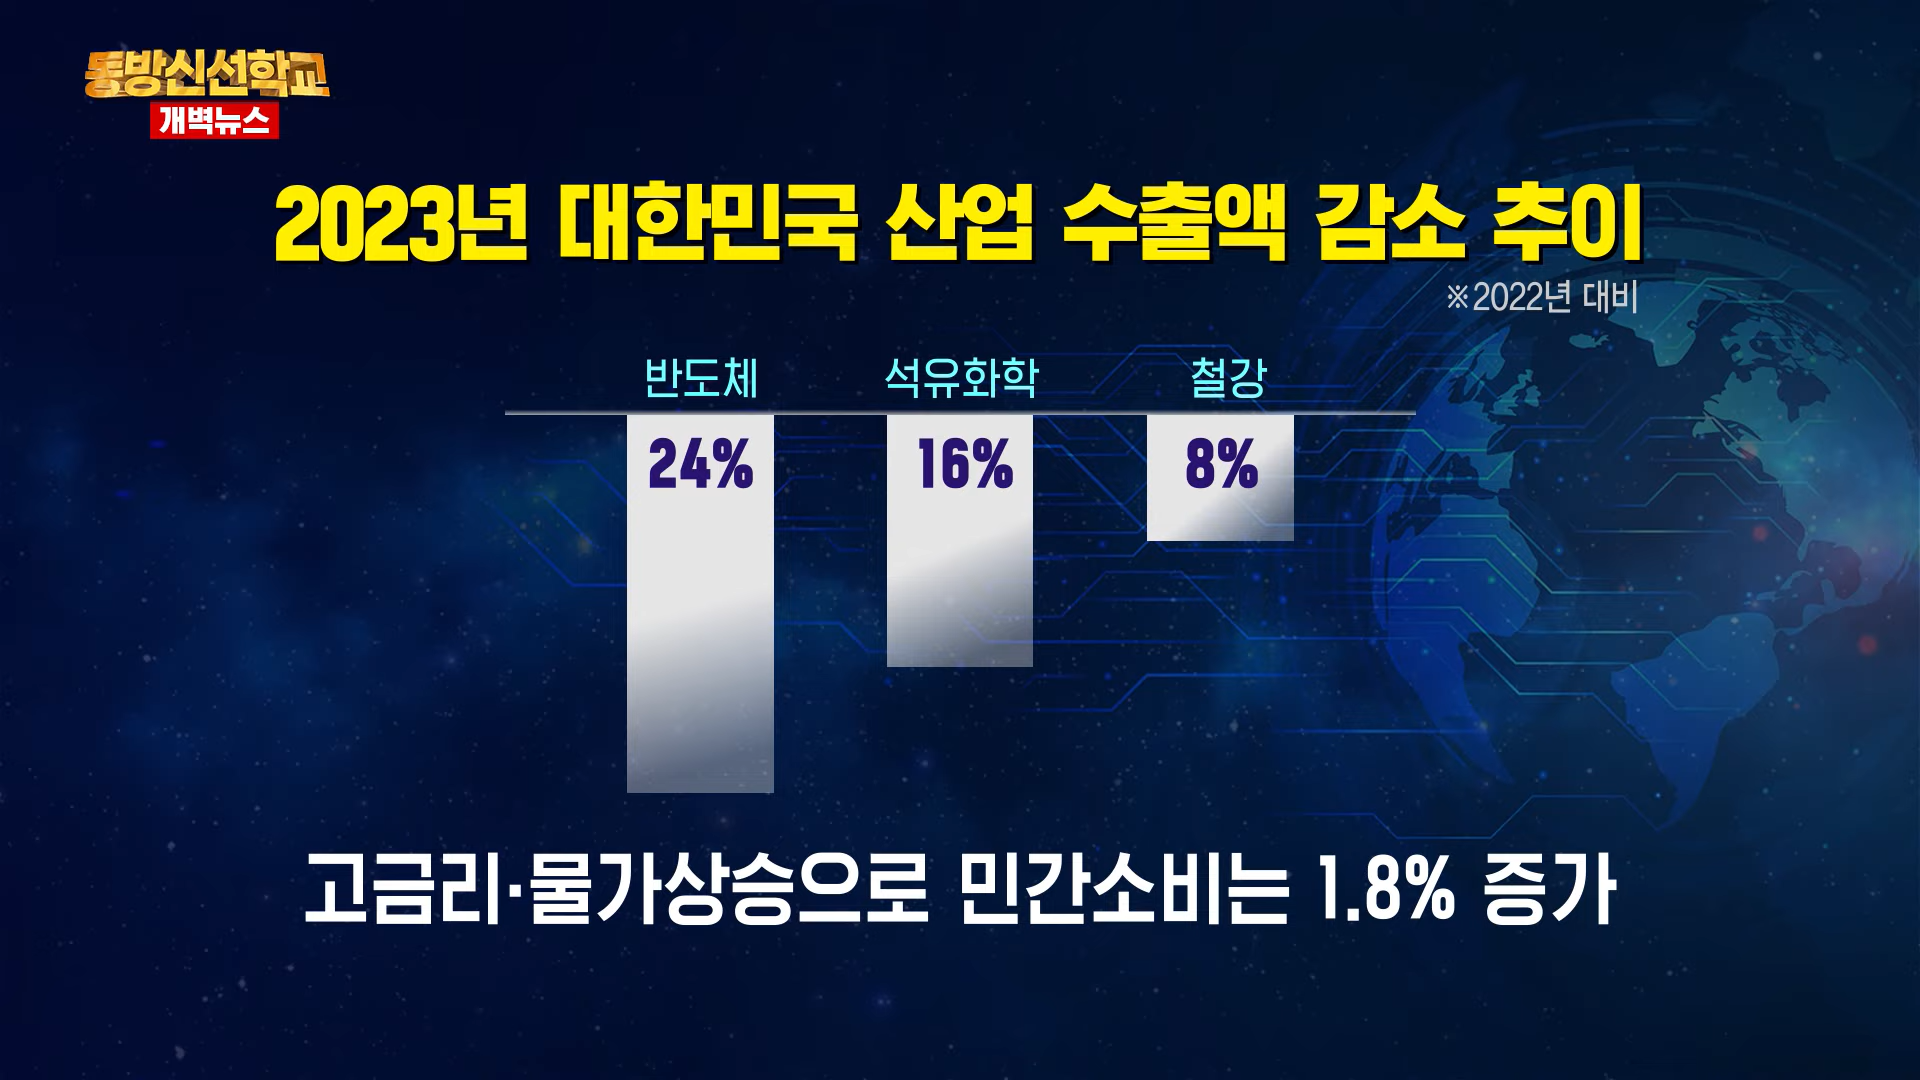 동방신선학교
개벽뉴스
2023년 대한민국 산업 수출액 감소 추이
※2022년 대비
반도체 석유화학 철강
24% 16% 8%
고금리·물가상승으로 민간소비는 1.8% 증가